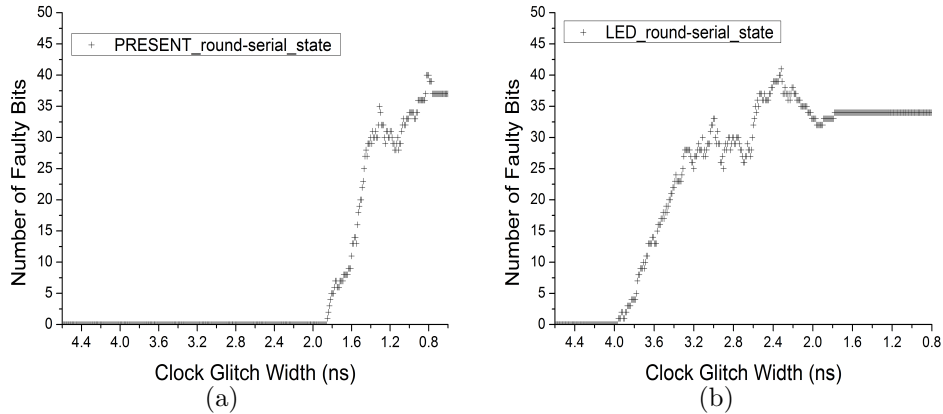 PRESENT_round-serial_state
Number of Faulty Bits
50
45
40
35
30
25
20
15
10
5
0
4.4 4.0 3.6 3.2 2.8 2.4 2.0 1.6 1.2 0.8
Clock Glitch Width (ns)
(a)
LED_round-serial_state
Number of Faulty Bits
50
45
40
35
30
25
20
15
10
5
0
4.4 4.0 3.6 3.2 2.8 2.4 2.0 1.6 1.2 0.8
Clock Glitch Width (ns)
(b)